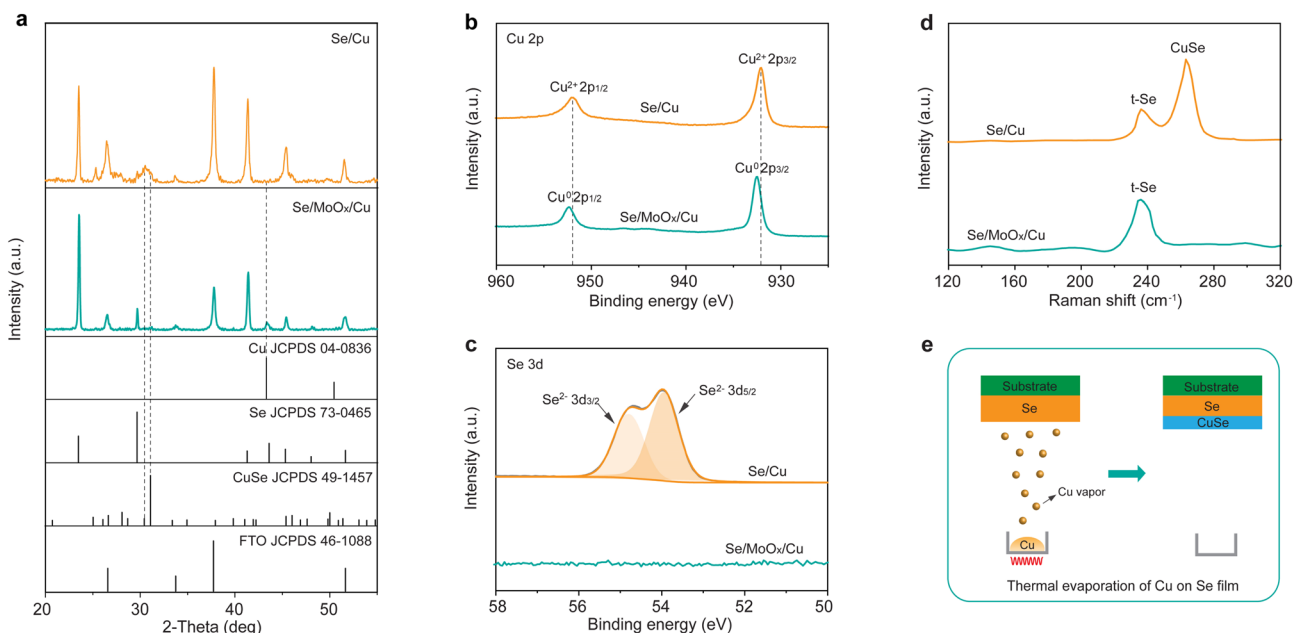 a
Se/Cu
Se/MoOx/Cu
Cu JCPDS 04-0836
Se JCPDS 73-0465
CuSe JCPDS 49-1457
FTO JCPDS 46-1088
Intensity (a.u.)
20 30 40 50
2-Theta (deg)
b
Cu 2p
Cu²⁺ 2p1/2
Cu²⁺ 2p3/2
Se/Cu
Cu⁰ 2p1/2
Cu⁰ 2p3/2
Se/MoOx/Cu
Intensity (a.u.)
960 950 940 930
Binding energy (eV)
c
Se 3d
Se²⁻ 3d3/2
Se²⁻ 3d5/2
Se/Cu
Se/MoOx/Cu
Intensity (a.u.)
58 56 54 52 50
Binding energy (eV)
d
CuSe
t-Se
Se/Cu
t-Se
Se/MoOx/Cu
Intensity (a.u.)
120 160 200 240 280 320
Raman shift (cm⁻¹)
e
Substrate
Se
Cu vapor
Cu
Substrate
Se
CuSe
Thermal evaporation of Cu on Se film